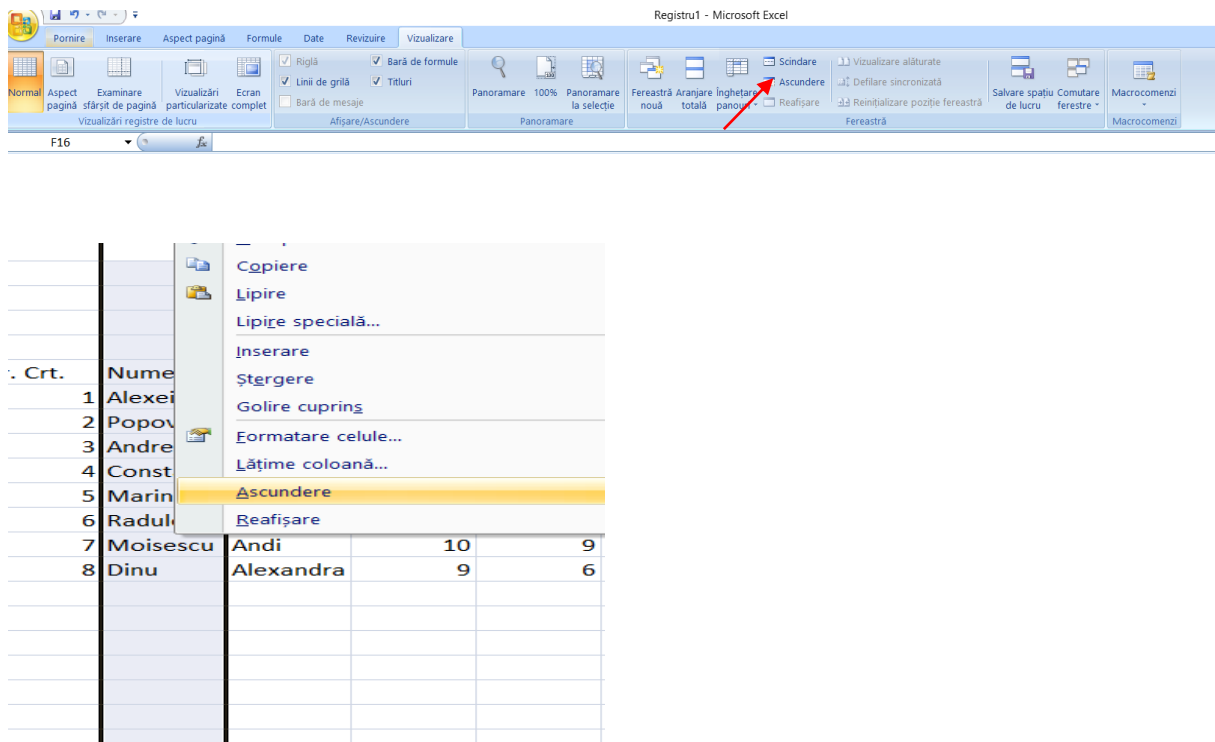 Registru1 - Microsoft Excel
Pornire Inserare Aspect pagină Formule Date Revizuire Vizualizare
Normal Aspect pagină Examinare sfârșit de pagină Vizualizări particularizate Ecran complet
Vizualizări registre de lucru
Riglă Bară de formule
Linii de grilă Titluri
Bară de mesaje
Afișare/Ascundere
Panoramare 100% Panoramare la selecție
Panoramare
Fereastră nouă Aranjare totală Înghețare panouri
Scindare Vizualizare alăturate
Ascundere Defilare sincronizată
Reafișare Reinițializare poziție fereastră
Salvare spațiu de lucru Comutare ferestre
Fereastră
Macrocomenzi
Macrocomenzi
F16 fx
Copiere
Lipire
Lipire specială...
Inserare
Ștergere
Golire cuprins
Formatare celule...
Lățime coloană...
Ascundere
Reafișare
. Crt. Nume
1 Alexei
2 Popov
3 Andre
4 Const
5 Marin
6 Radul
7 Moisescu Andi 10 9
8 Dinu Alexandra 9 6